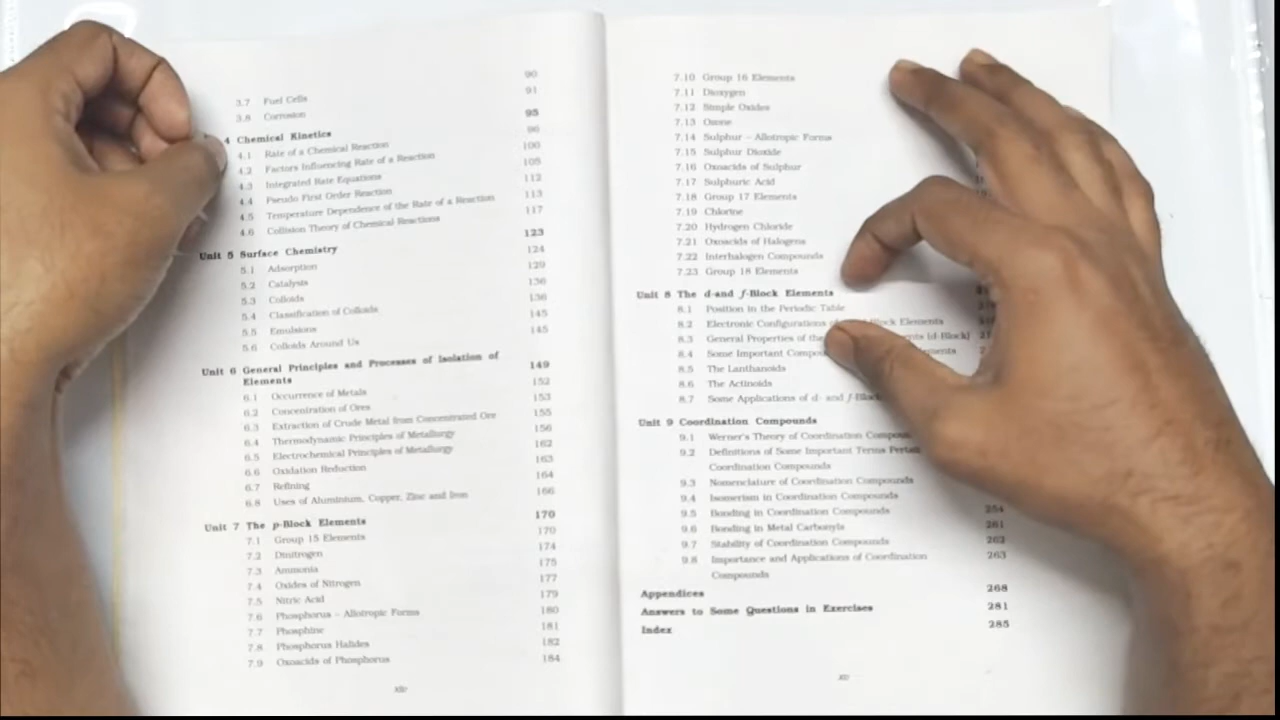 90
3.7 Fuel Cells 91
3.8 Corrosion
4 Chemical Kinetics 95
4.1 Rate of a Chemical Reaction 96
4.2 Factors Influencing Rate of a Reaction 100
4.3 Integrated Rate Equations 105
4.4 Pseudo First Order Reaction 112
4.5 Temperature Dependence of the Rate of a Reaction 113
4.6 Collision Theory of Chemical Reactions 117
Unit 5 Surface Chemistry 123
5.1 Adsorption 124
5.2 Catalysis 129
5.3 Colloids 136
5.4 Classification of Colloids 136
5.5 Emulsions 145
5.6 Colloids Around Us 145
Unit 6 General Principles and Processes of Isolation of
Elements 149
6.1 Occurrence of Metals 152
6.2 Concentration of Ores 153
6.3 Extraction of Crude Metal from Concentrated Ore 155
6.4 Thermodynamic Principles of Metallurgy 156
6.5 Electrochemical Principles of Metallurgy 162
6.6 Oxidation Reduction 163
6.7 Refining 164
6.8 Uses of Aluminium, Copper, Zinc and Iron 166
Unit 7 The p-Block Elements 170
7.1 Group 15 Elements 170
7.2 Dinitrogen 174
7.3 Ammonia 175
7.4 Oxides of Nitrogen 177
7.5 Nitric Acid 179
7.6 Phosphorus – Allotropic Forms 180
7.7 Phosphine 181
7.8 Phosphorus Halides 182
7.9 Oxoacids of Phosphorus 184
7.10 Group 16 Elements
7.11 Dioxygen
7.12 Simple Oxides
7.13 Ozone
7.14 Sulphur – Allotropic Forms
7.15 Sulphur Dioxide
7.16 Oxoacids of Sulphur
7.17 Sulphuric Acid
7.18 Group 17 Elements
7.19 Chlorine
7.20 Hydrogen Chloride
7.21 Oxoacids of Halogens
7.22 Interhalogen Compounds
7.23 Group 18 Elements
Unit 8 The d-and f-Block Elements
8.1 Position in the Periodic Table
8.2 Electronic Configurations of Block Elements
8.3 General Properties of the (d-Block)
8.4 Some Important
8.5 The Lanthanoids
8.6 The Actinoids
8.7 Some Applications of d- and f-Block
Unit 9 Coordination Compounds
9.1 Werner's Theory of Coordination
9.2 Definitions of Some Important Terms
Coordination Compounds
9.3 Nomenclature of Coordination Compounds
9.4 Isomerism in Coordination Compounds
9.5 Bonding in Coordination Compounds 254
9.6 Bonding in Metal Carbonyls 261
9.7 Stability of Coordination Compounds 262
9.8 Importance and Applications of Coordination 263
Compounds
Appendices 268
Answers to Some Questions in Exercises 281
Index 285